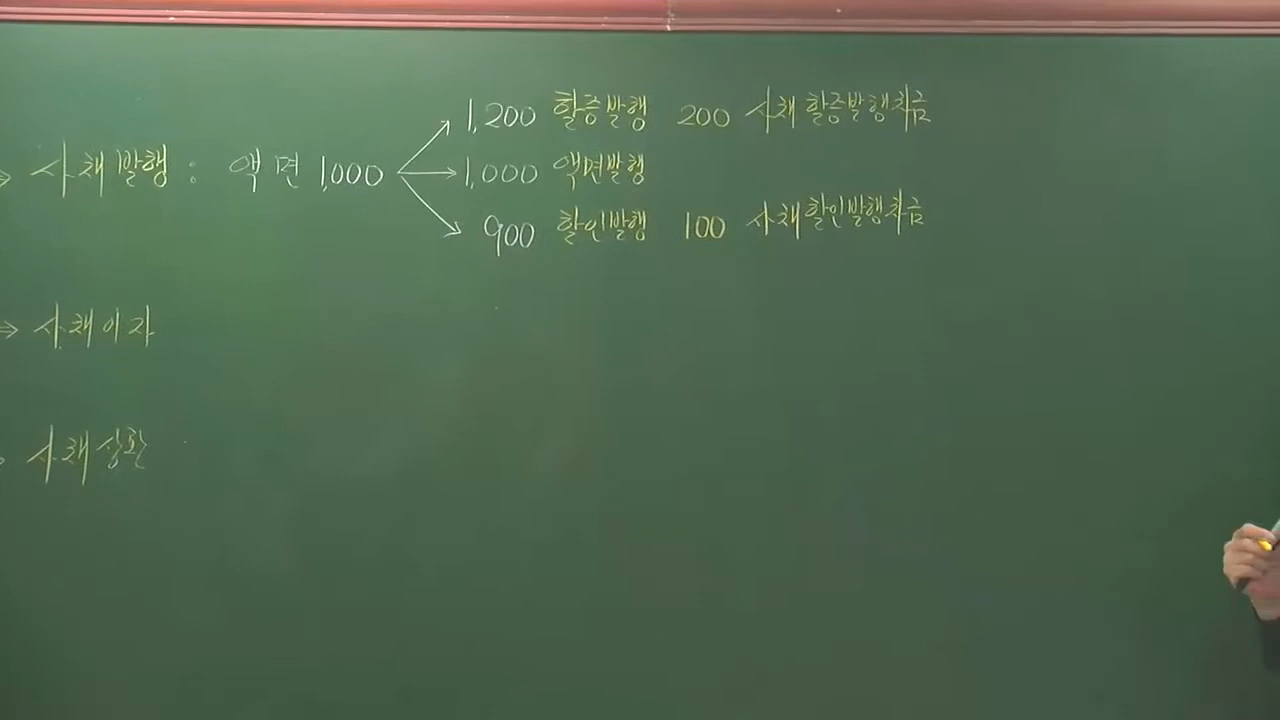 1,200 할증발행 200 사채할증발행차금
⇒ 사채발행 : 액면 1,000 1,000 액면발행
900 할인발행 100 사채할인발행차금
⇒ 사채이자
사채상환